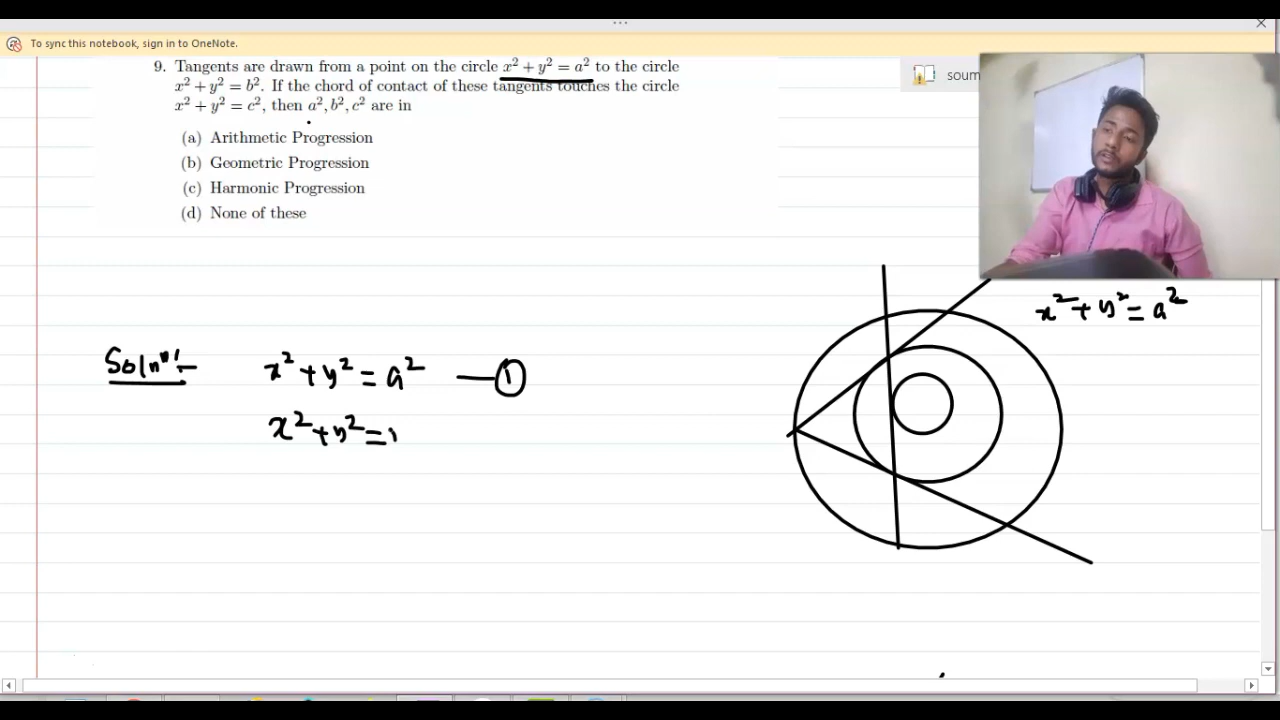 To sync this notebook, sign in to OneNote.
9. Tangents are drawn from a point on the circle x² + y² = a² to the circle
x² + y² = b². If the chord of contact of these tangents touches the circle
x² + y² = c², then a², b², c² are in
(a) Arithmetic Progression
(b) Geometric Progression
(c) Harmonic Progression
(d) None of these
soum
x² + y² = a²
Solnⁿ:- x² + y² = a² — ①
x² + y² =